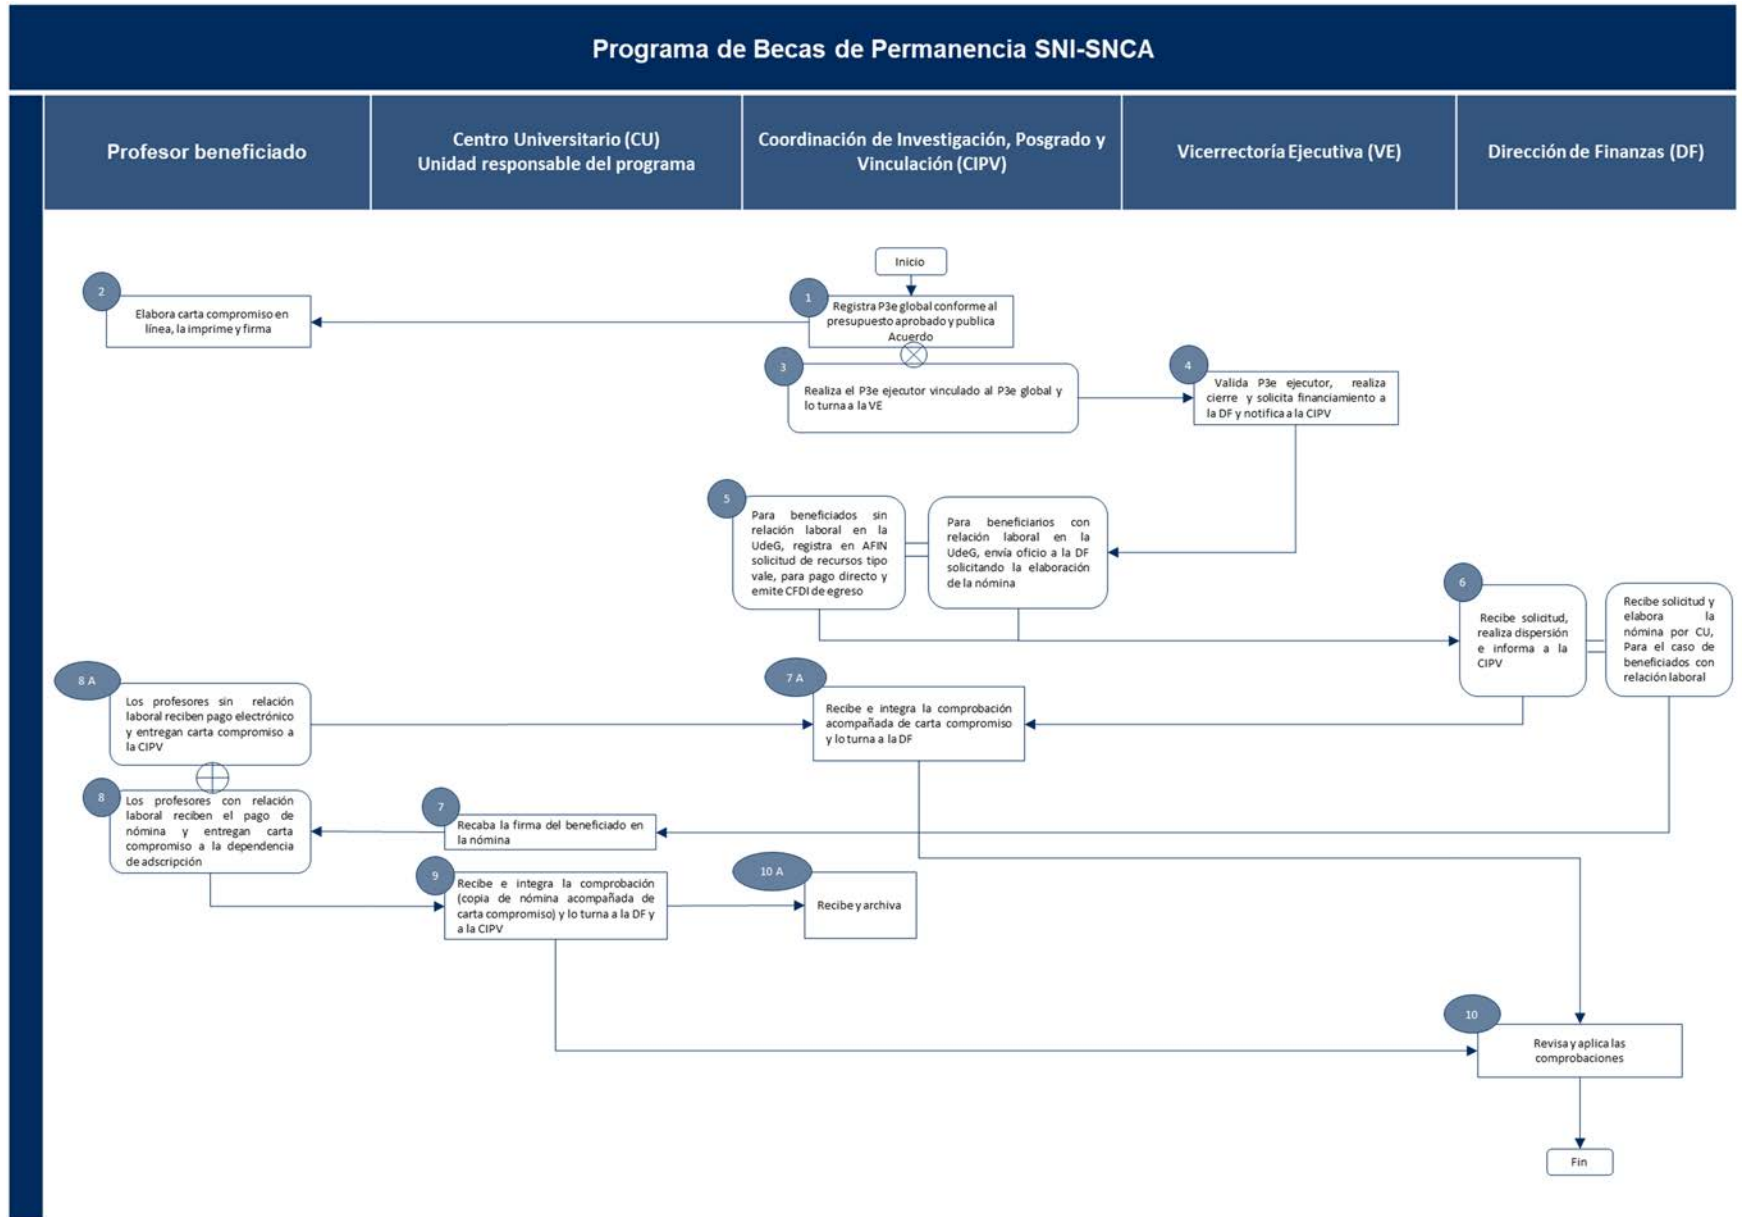 Programa de Becas de Permanencia SNI-SNCA
Profesor beneficiado
Centro Universitario (CU)
Unidad responsable del programa
Coordinación de Investigación, Posgrado y
Vinculación (CIPV)
Vicerrectoría Ejecutiva (VE)
Dirección de Finanzas (DF)
Inicio
1
Registra P3e global conforme al
presupuesto aprobado y publica
Acuerdo
2
Elabora carta compromiso en
línea, la imprime y firma
3
Realiza el P3e ejecutor vinculado al P3e global y
lo turna a la VE
4
Valida P3e ejecutor, realiza
cierre y solicita financiamiento a
la DF y notifica a la CIPV
5
Para beneficiados sin
relación laboral en la
UdeG, registra en AFIN
solicitud de recursos tipo
vale, para pago directo y
emite CFDI de egreso
Para beneficiarios con
relación laboral en la
UdeG, envía oficio a la DF
solicitando la elaboración
de la nómina
6
Recibe solicitud,
realiza dispersión
e informa a la
CIPV
Recibe solicitud y
elabora la
nómina por CU,
Para el caso de
beneficiados con
relación laboral
8 A
Los profesores sin relación
laboral reciben pago electrónico
y entregan carta compromiso a
la CIPV
7 A
Recibe e integra la comprobación
acompañada de carta compromiso
y lo turna a la DF
8
Los profesores con relación
laboral reciben el pago de
nómina y entregan carta
compromiso a la dependencia
de adscripción
7
Recaba la firma del beneficiado en
la nómina
9
Recibe e integra la comprobación
(copia de nómina acompañada de
carta compromiso) y lo turna a la DF y
a la CIPV
10 A
Recibe y archiva
10
Revisa y aplica las
comprobaciones
Fin